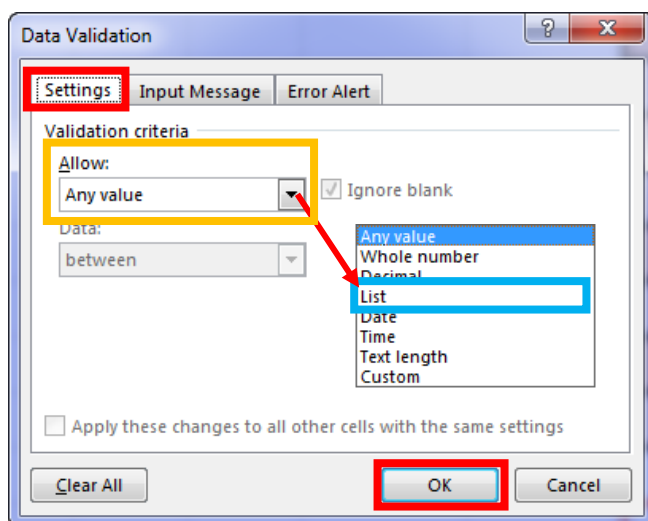 Data Validation
?
Settings Input Message Error Alert
Validation criteria
Allow:
Any value Ignore blank
Data:
between
Any value
Whole number
Decimal
List
Date
Time
Text length
Custom
Apply these changes to all other cells with the same settings
Clear All OK Cancel